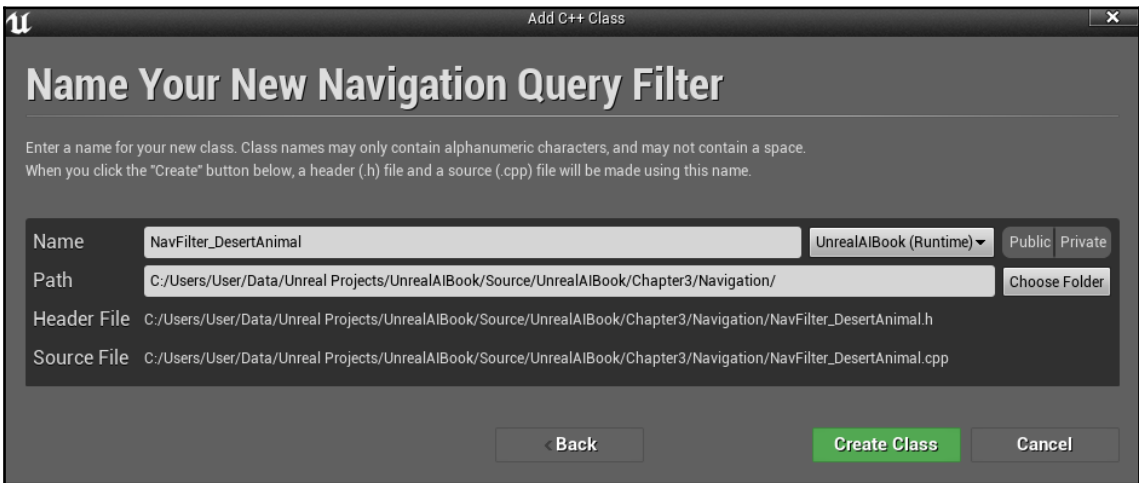 Add C++ Class
Name Your New Navigation Query Filter
Enter a name for your new class. Class names may only contain alphanumeric characters, and may not contain a space.
When you click the "Create" button below, a header (.h) file and a source (.cpp) file will be made using this name.
Name NavFilter_DesertAnimal UnrealAIBook (Runtime) Public Private
Path C:/Users/User/Data/Unreal Projects/UnrealAIBook/Source/UnrealAIBook/Chapter3/Navigation/ Choose Folder
Header File C:/Users/User/Data/Unreal Projects/UnrealAIBook/Source/UnrealAIBook/Chapter3/Navigation/NavFilter_DesertAnimal.h
Source File C:/Users/User/Data/Unreal Projects/UnrealAIBook/Source/UnrealAIBook/Chapter3/Navigation/NavFilter_DesertAnimal.cpp
Back Create Class Cancel